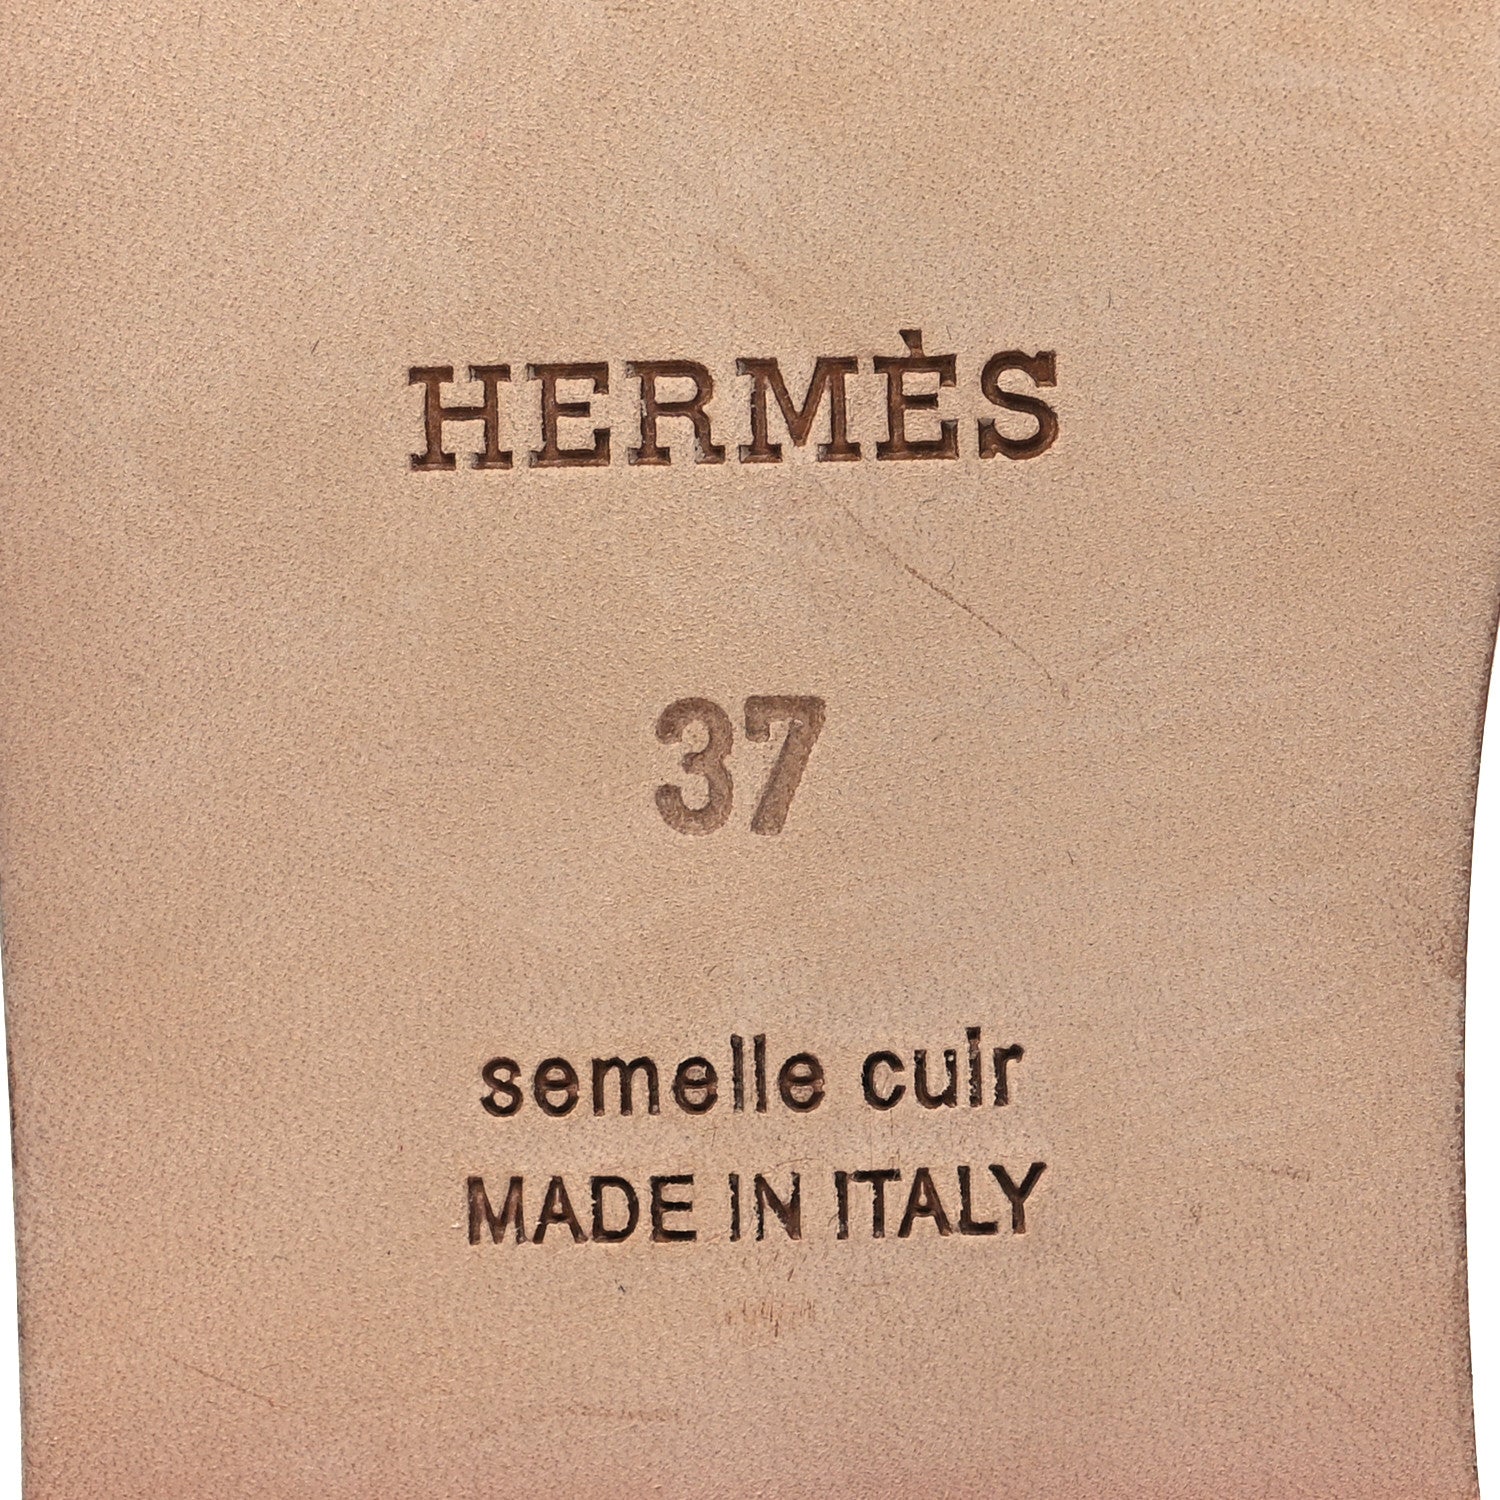 HERMÈS
37
semelle cuir
MADE IN ITALY